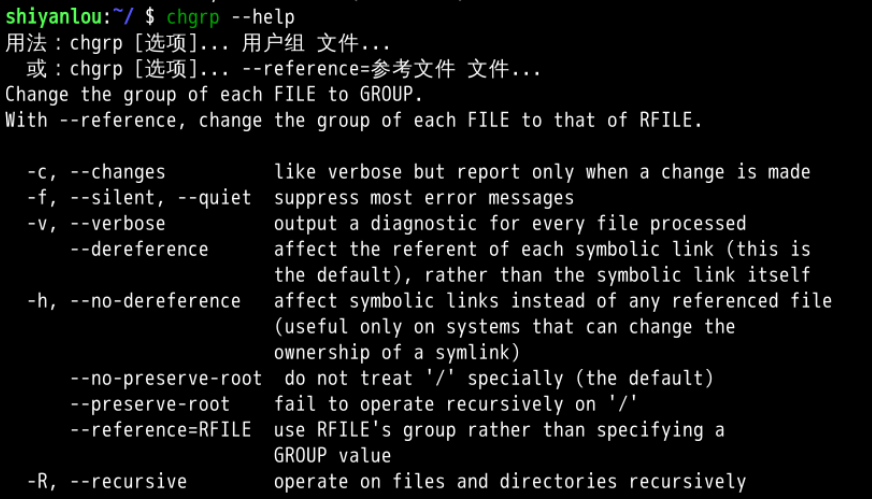 shiyanlou:~/ $ chgrp --help
用法：chgrp [选项]... 用户组 文件...
　或：chgrp [选项]... --reference=参考文件 文件...
Change the group of each FILE to GROUP.
With --reference, change the group of each FILE to that of RFILE.

  -c, --changes          like verbose but report only when a change is made
  -f, --silent, --quiet  suppress most error messages
  -v, --verbose          output a diagnostic for every file processed
      --dereference      affect the referent of each symbolic link (this is
                         the default), rather than the symbolic link itself
  -h, --no-dereference   affect symbolic links instead of any referenced file
                         (useful only on systems that can change the
                         ownership of a symlink)
      --no-preserve-root  do not treat '/' specially (the default)
      --preserve-root    fail to operate recursively on '/'
      --reference=RFILE  use RFILE's group rather than specifying a
                         GROUP value
  -R, --recursive        operate on files and directories recursively